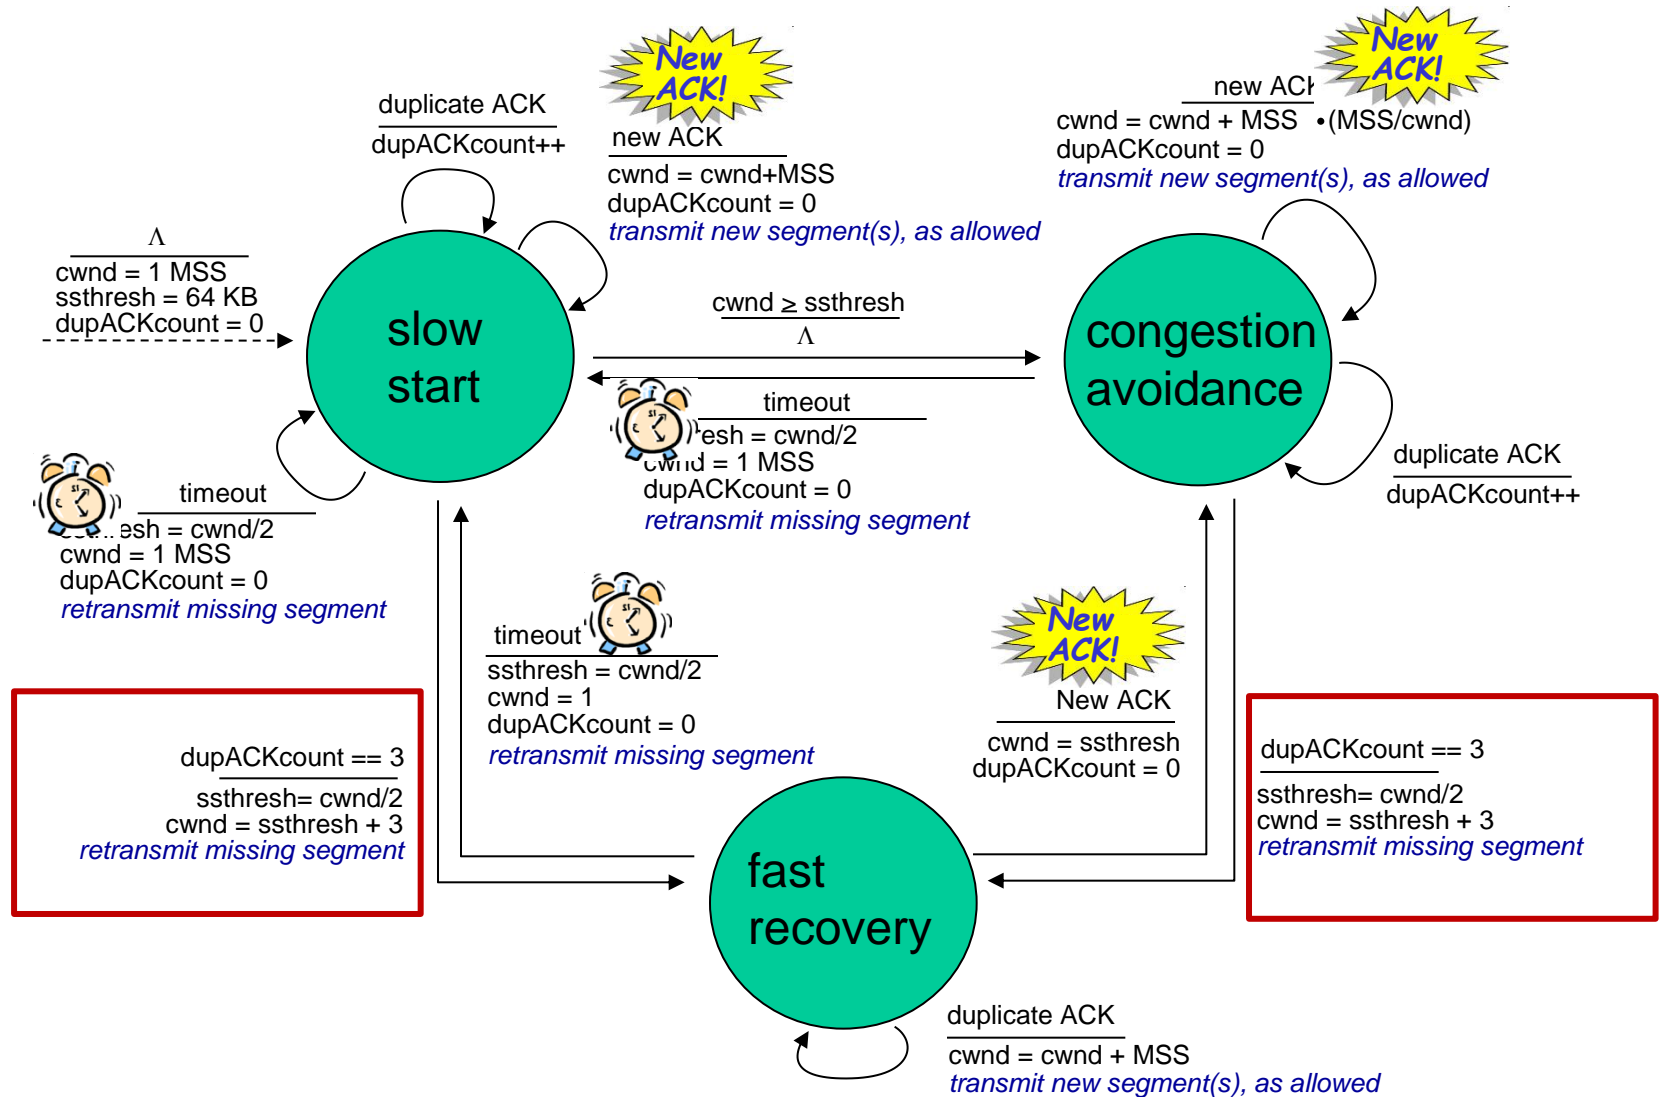 New
ACK!
duplicate ACK
dupACKcount++
new ACK
cwnd = cwnd+MSS
dupACKcount = 0
transmit new segment(s), as allowed
New
ACK!
new ACK
cwnd = cwnd + MSS •(MSS/cwnd)
dupACKcount = 0
transmit new segment(s), as allowed
Λ
cwnd = 1 MSS
ssthresh = 64 KB
dupACKcount = 0
slow
start
cwnd ≥ ssthresh
Λ
congestion
avoidance
timeout
esh = cwnd/2
cwnd = 1 MSS
dupACKcount = 0
retransmit missing segment
duplicate ACK
dupACKcount++
timeout
ssthresh = cwnd/2
cwnd = 1 MSS
dupACKcount = 0
retransmit missing segment
timeout
ssthresh = cwnd/2
cwnd = 1
dupACKcount = 0
retransmit missing segment
New
ACK!
New ACK
cwnd = ssthresh
dupACKcount = 0
dupACKcount == 3
ssthresh= cwnd/2
cwnd = ssthresh + 3
retransmit missing segment
dupACKcount == 3
ssthresh= cwnd/2
cwnd = ssthresh + 3
retransmit missing segment
fast
recovery
duplicate ACK
cwnd = cwnd + MSS
transmit new segment(s), as allowed